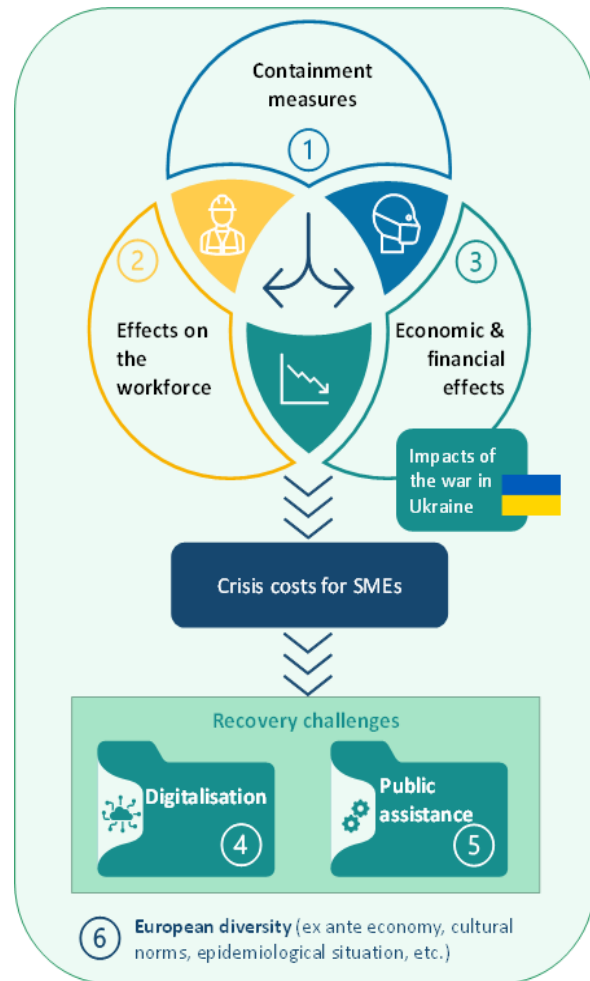 Containment
measures
1
2
3
Effects on
the
workforce
Economic &
financial
effects
Impacts of
the war in
Ukraine
Crisis costs for SMEs
Recovery challenges
Digitalisation
4
Public
assistance
5
6
European diversity (ex ante economy, cultural
norms, epidemiological situation, etc.)